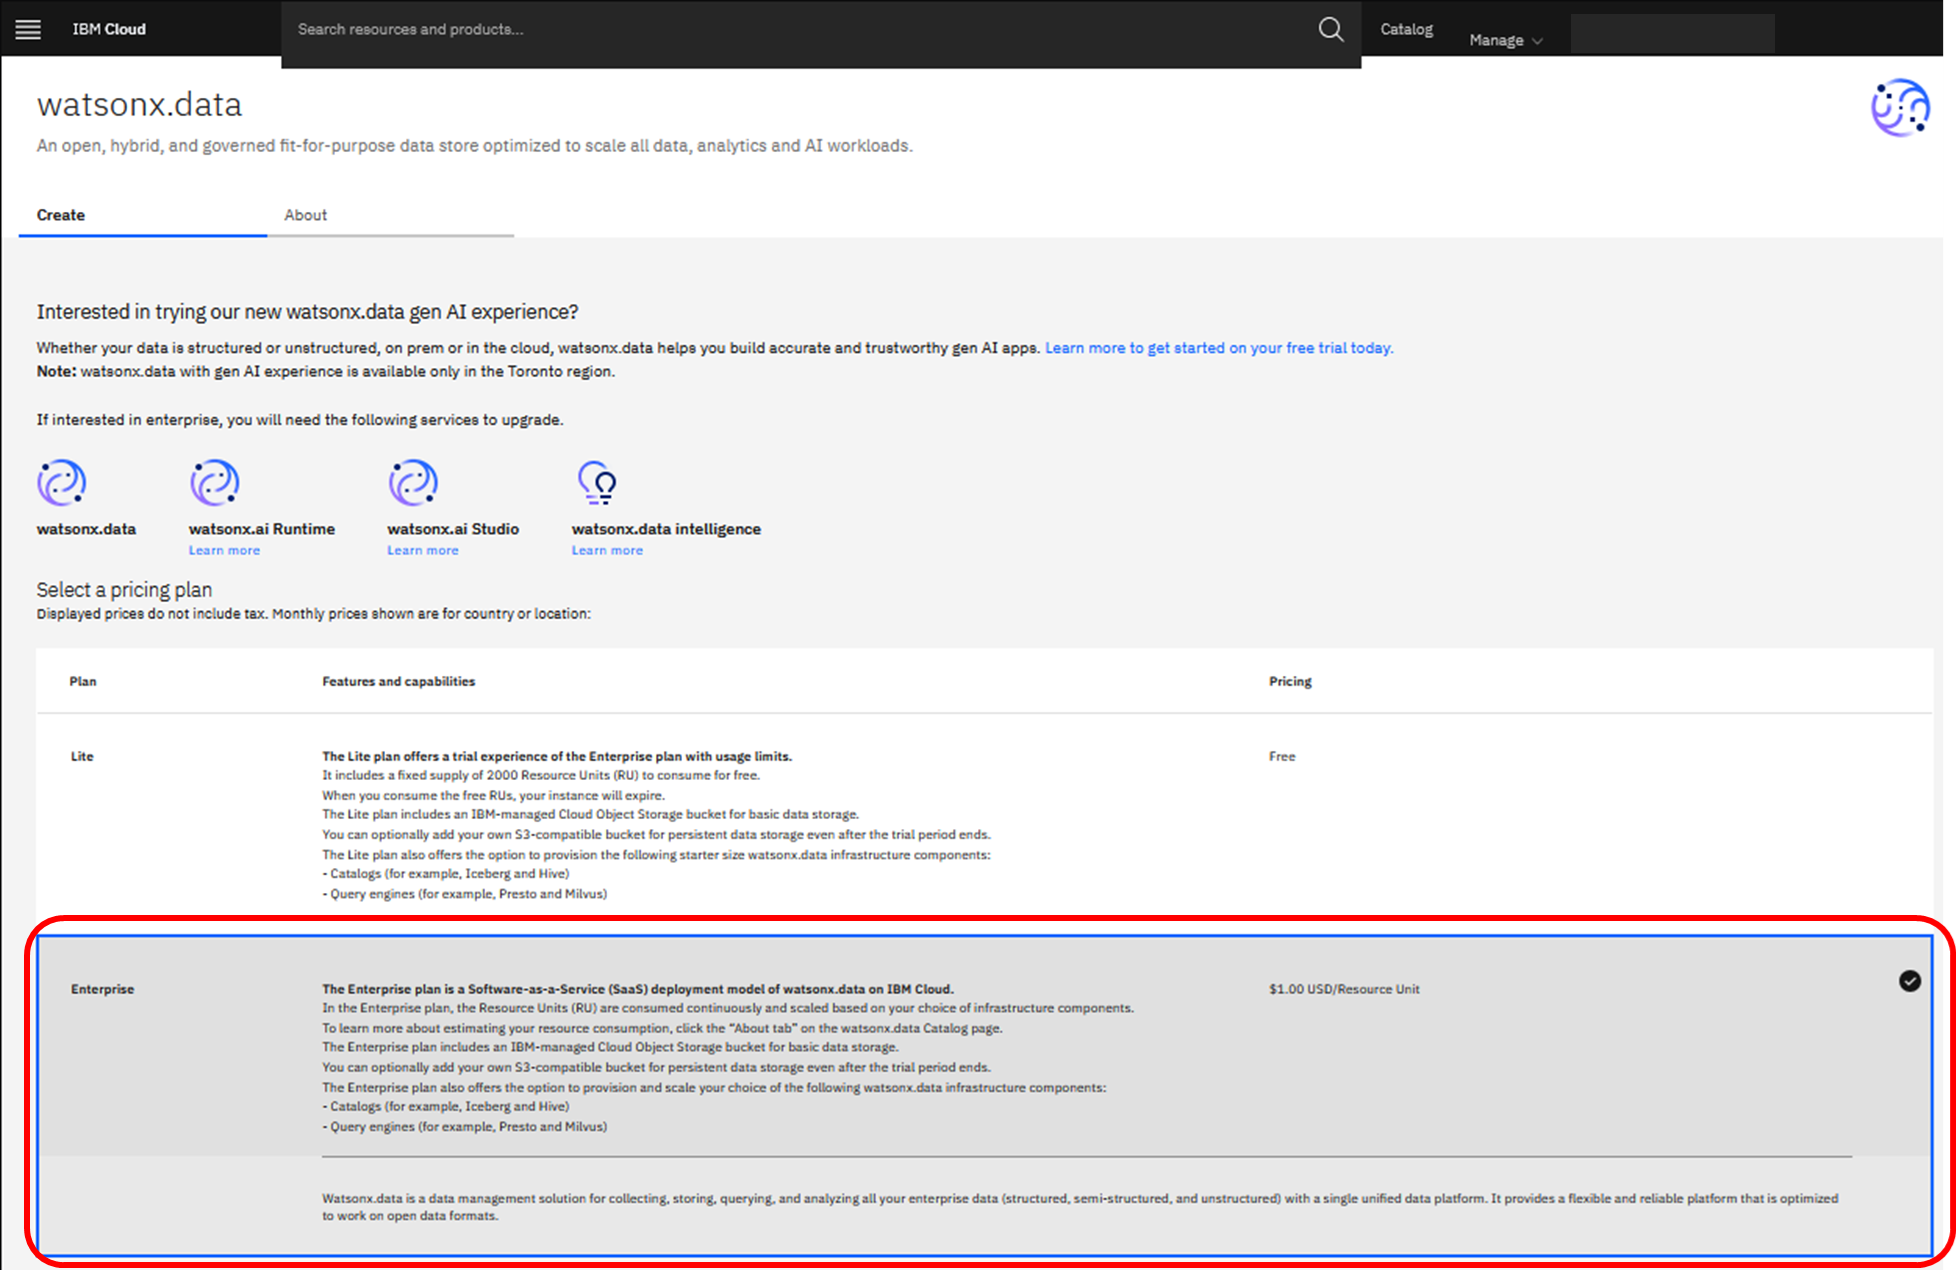 IBM Cloud
Search resources and products...
Catalog
Manage
watsonx.data
An open, hybrid, and governed fit-for-purpose data store optimized to scale all data, analytics and AI workloads.
Create
About
Interested in trying our new watsonx.data gen AI experience?
Whether your data is structured or unstructured, on prem or in the cloud, watsonx.data helps you build accurate and trustworthy gen AI apps. Learn more to get started on your free trial today.
Note: watsonx.data with gen AI experience is available only in the Toronto region.
If interested in enterprise, you will need the following services to upgrade.
watsonx.data
watsonx.ai Runtime
Learn more
watsonx.ai Studio
Learn more
watsonx.data intelligence
Learn more
Select a pricing plan
Displayed prices do not include tax. Monthly prices shown are for country or location:
Plan
Features and capabilities
Pricing
Lite
The Lite plan offers a trial experience of the Enterprise plan with usage limits.
It includes a fixed supply of 2000 Resource Units (RU) to consume for free.
When you consume the free RUs, your instance will expire.
The Lite plan includes an IBM-managed Cloud Object Storage bucket for basic data storage.
You can optionally add your own S3-compatible bucket for persistent data storage even after the trial period ends.
The Lite plan also offers the option to provision the following starter size watsonx.data infrastructure components:
- Catalogs (for example, Iceberg and Hive)
- Query engines (for example, Presto and Milvus)
Free
Enterprise
The Enterprise plan is a Software-as-a-Service (SaaS) deployment model of watsonx.data on IBM Cloud.
In the Enterprise plan, the Resource Units (RU) are consumed continuously and scaled based on your choice of infrastructure components.
To learn more about estimating your resource consumption, click the “About tab” on the watsonx.data Catalog page.
The Enterprise plan includes an IBM-managed Cloud Object Storage bucket for basic data storage.
You can optionally add your own S3-compatible bucket for persistent data storage even after the trial period ends.
The Enterprise plan also offers the option to provision and scale your choice of the following watsonx.data infrastructure components:
- Catalogs (for example, Iceberg and Hive)
- Query engines (for example, Presto and Milvus)
$1.00 USD/Resource Unit
Watsonx.data is a data management solution for collecting, storing, querying, and analyzing all your enterprise data (structured, semi-structured, and unstructured) with a single unified data platform. It provides a flexible and reliable platform that is optimized
to work on open data formats.